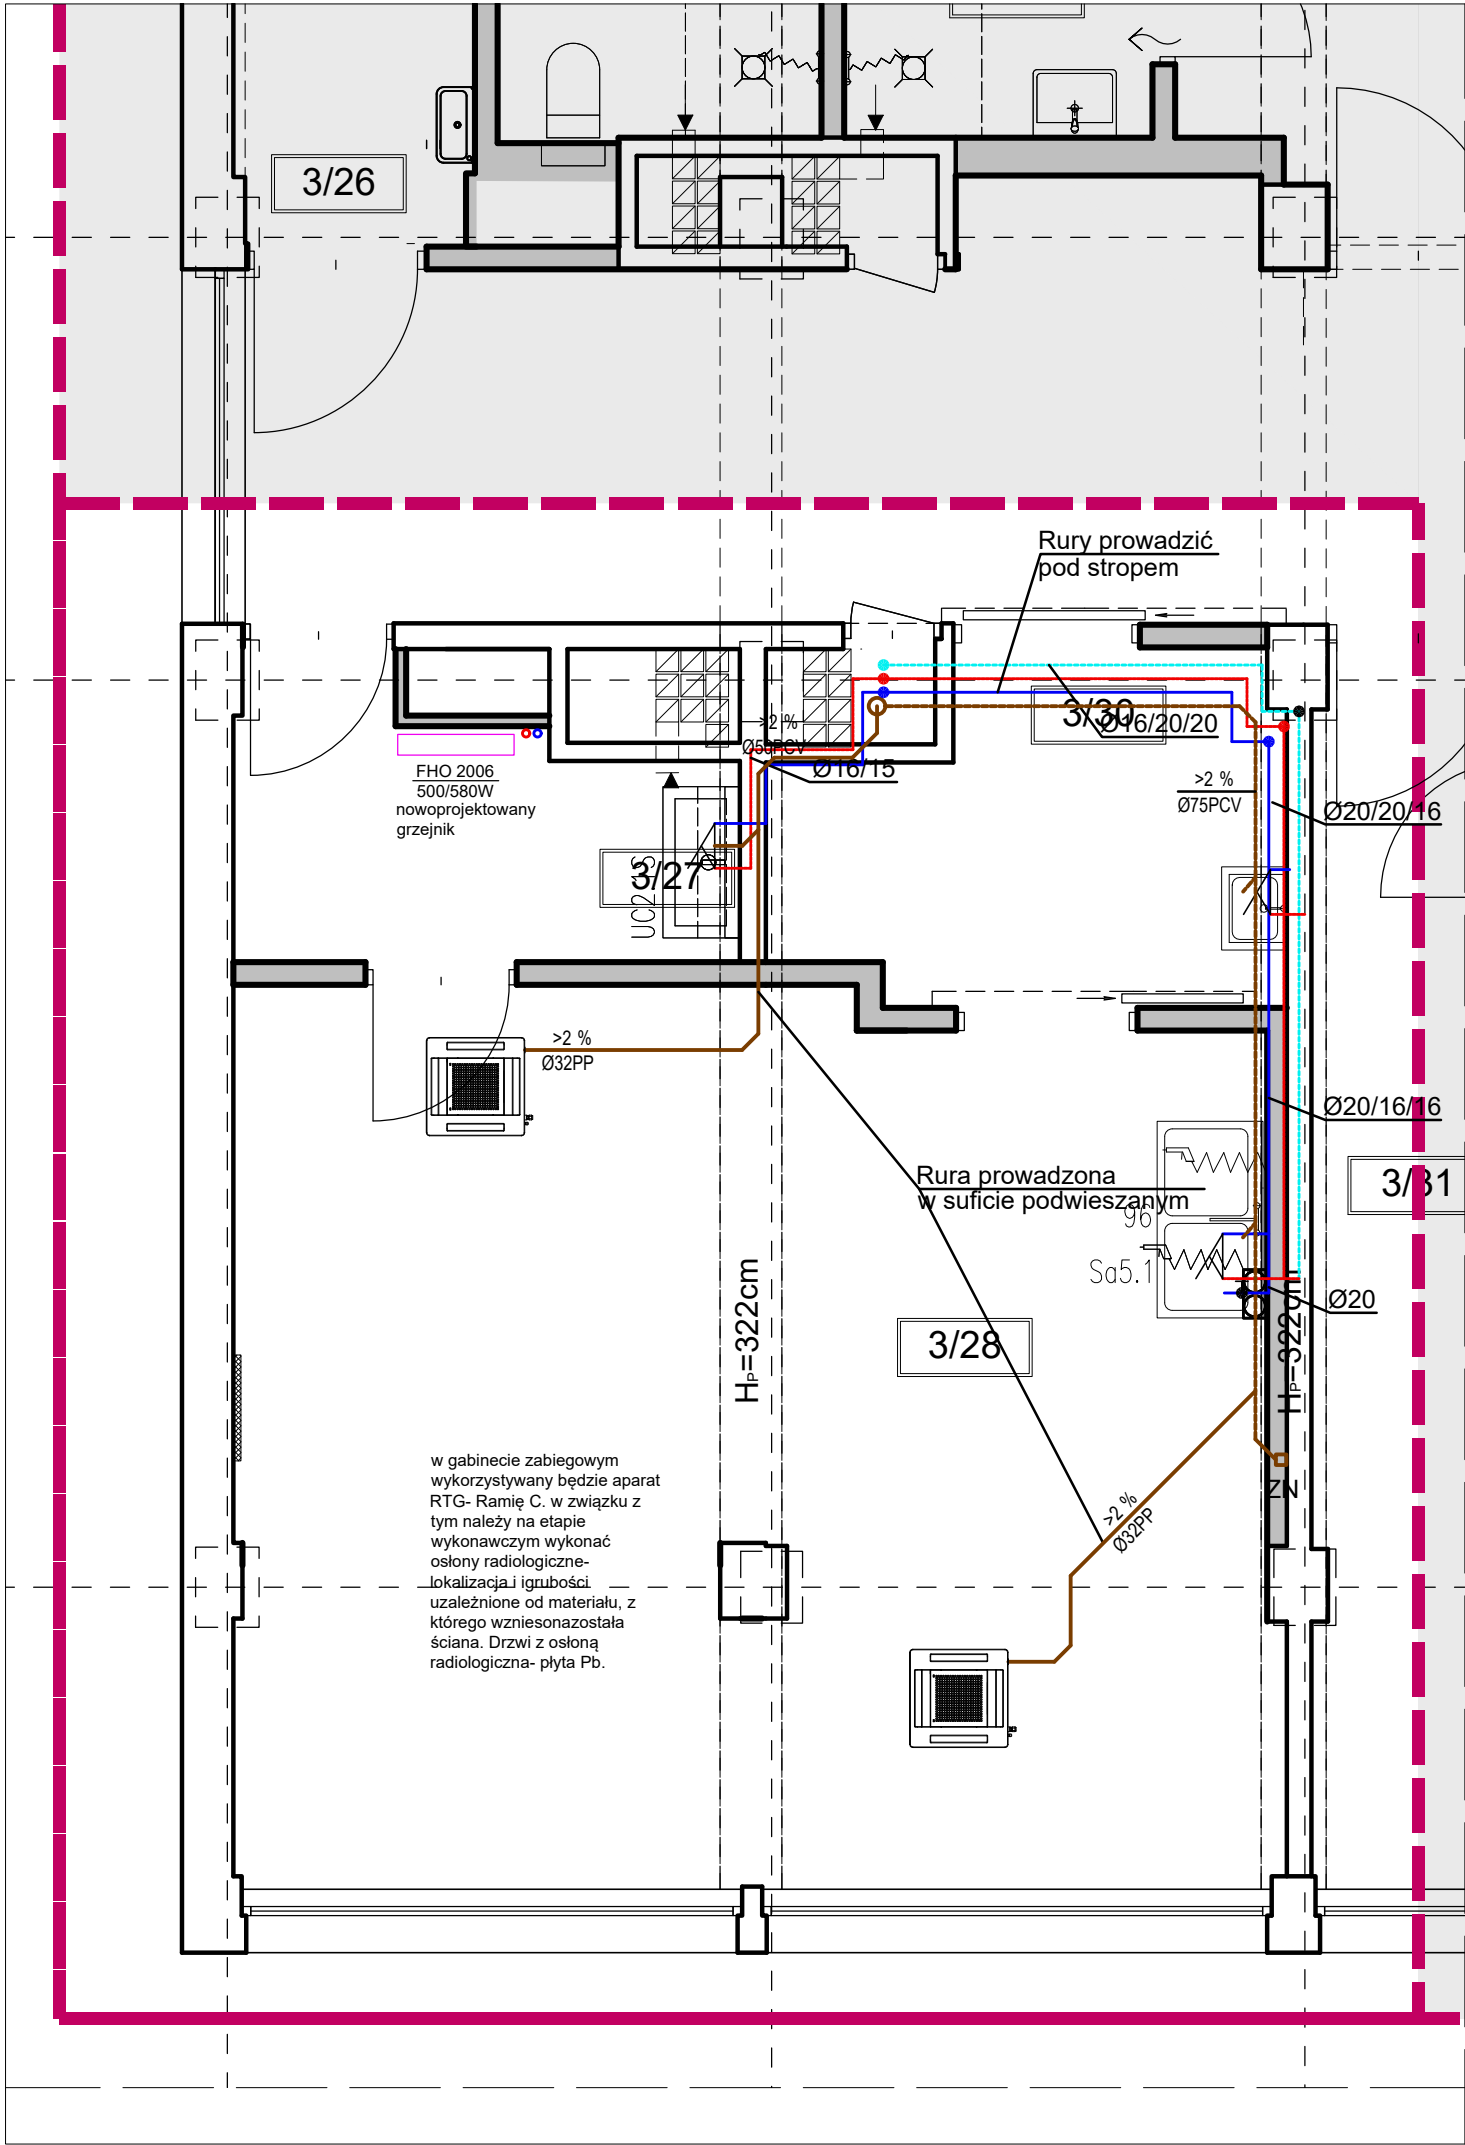 3/26
Rury prowadzić
pod stropem
3/30
Ø16/20/20
>2 %
Ø50PCV
Ø16/15
FHO 2006
500/580W
nowoprojektowany
grzejnik
>2 %
Ø75PCV
Ø20/20/16
3/27
>2 %
Ø32PP
Ø20/16/16
Rura prowadzona
w suficie podwieszanym
96
3/31
Sa5.1
Ø20
HP=322cm
HP=322cm
3/28
w gabinecie zabiegowym
wykorzystywany będzie aparat
RTG- Ramię C. w związku z
tym należy na etapie
wykonawczym wykonać
osłony radiologiczne-
lokalizacja i igrubości
uzależnione od materiału, z
którego wzniesonazostała
ściana. Drzwi z osłoną
radiologiczna- płyta Pb.
ZN
>2 %
Ø32PP